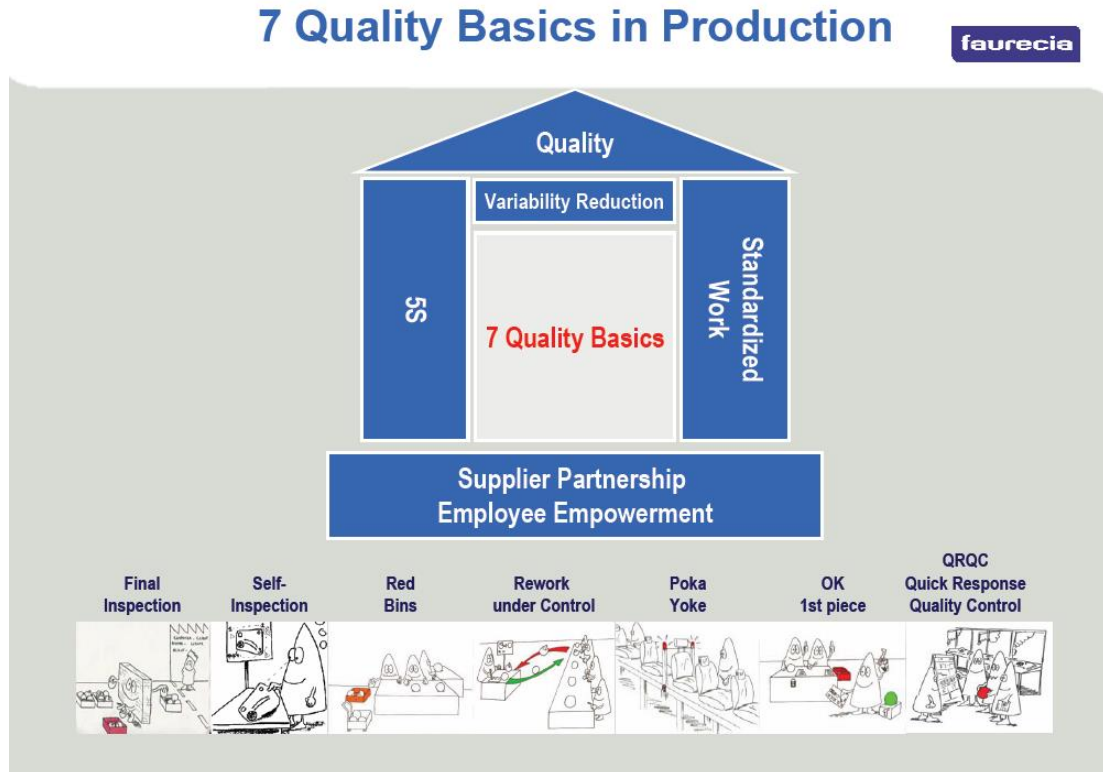 7 Quality Basics in Production
faurecia
Quality
5S
Variability Reduction
7 Quality Basics
Standardized
Work
Supplier Partnership
Employee Empowerment
Final
Inspection
Self-
Inspection
Red
Bins
Rework
under Control
Poka
Yoke
OK
1st piece
QRQC
Quick Response
Quality Control